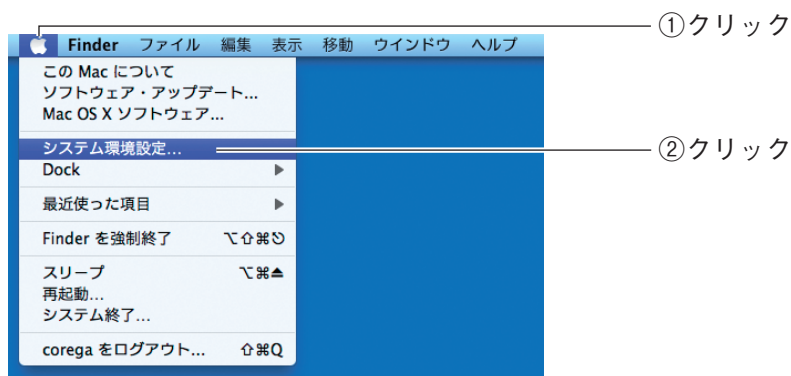 ①クリック
Finder ファイル 編集 表示 移動 ウインドウ ヘルプ
この Mac について
ソフトウェア・アップデート...
Mac OS X ソフトウェア...
システム環境設定...
②クリック
Dock ▶
最近使った項目 ▶
Finder を強制終了 ⌥⇧⌘⎋
スリープ ⌥⌘⏏
再起動...
システム終了...
corega をログアウト... ⇧⌘Q